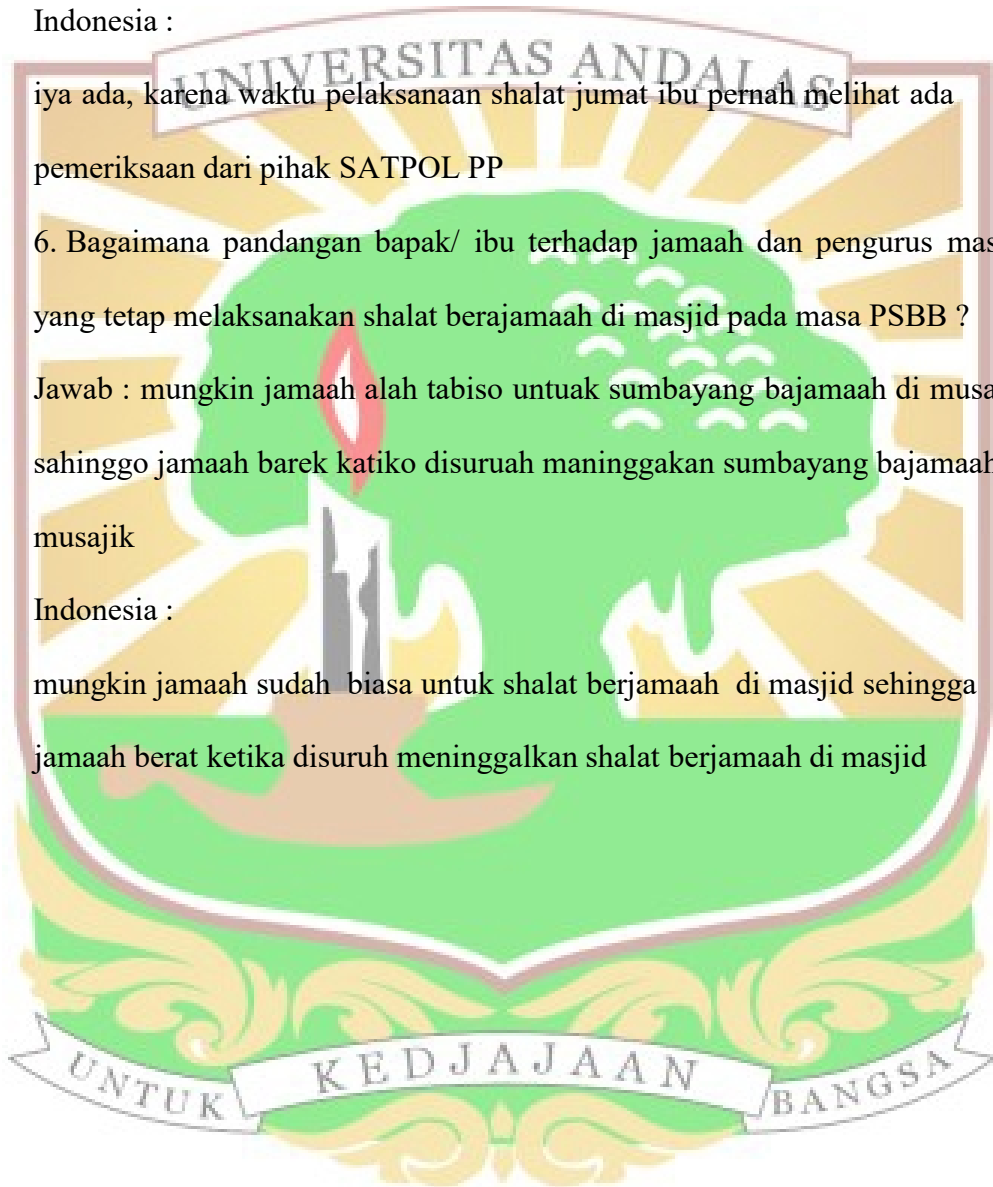 Indonesia :
UNIVERSITAS ANDALAS
iya ada, karena waktu pelaksanaan shalat jumat ibu pernah melihat ada
pemeriksaan dari pihak SATPOL PP
6. Bagaimana pandangan bapak/ ibu terhadap jamaah dan pengurus mas
yang tetap melaksanakan shalat berajamaah di masjid pada masa PSBB ?
Jawab : mungkin jamaah alah tabiso untuak sumbayang bajamaah di musa
sahinggo jamaah barek katiko disuruah maninggakan sumbayang bajamaah
musajik
Indonesia :
mungkin jamaah sudah biasa untuk shalat berjamaah di masjid sehingga
jamaah berat ketika disuruh meninggalkan shalat berjamaah di masjid
UNTUK KEDJAJAAN BANGSA